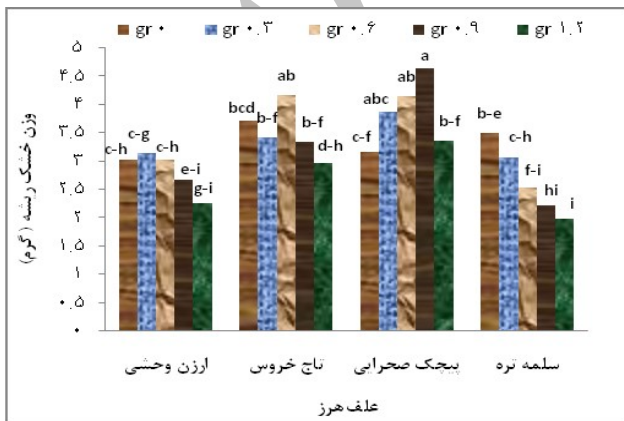 gr ۰ gr ۰.۳ gr ۰.۶ gr ۰.۹ gr ۱.۲
وزن خشک ریشه (گرم)
۵
۴.۵
۴
۳.۵
۳
۲.۵
۲
۱.۵
۱
۰.۵
۰
c-h c-g c-h e-i g-i
bcd b-f ab b-f d-h
c-f abc ab a b-f
b-e c-h f-i hi i
ارزن وحشی تاج خروس پیچک صحرایی سلمه تره
علف هرز